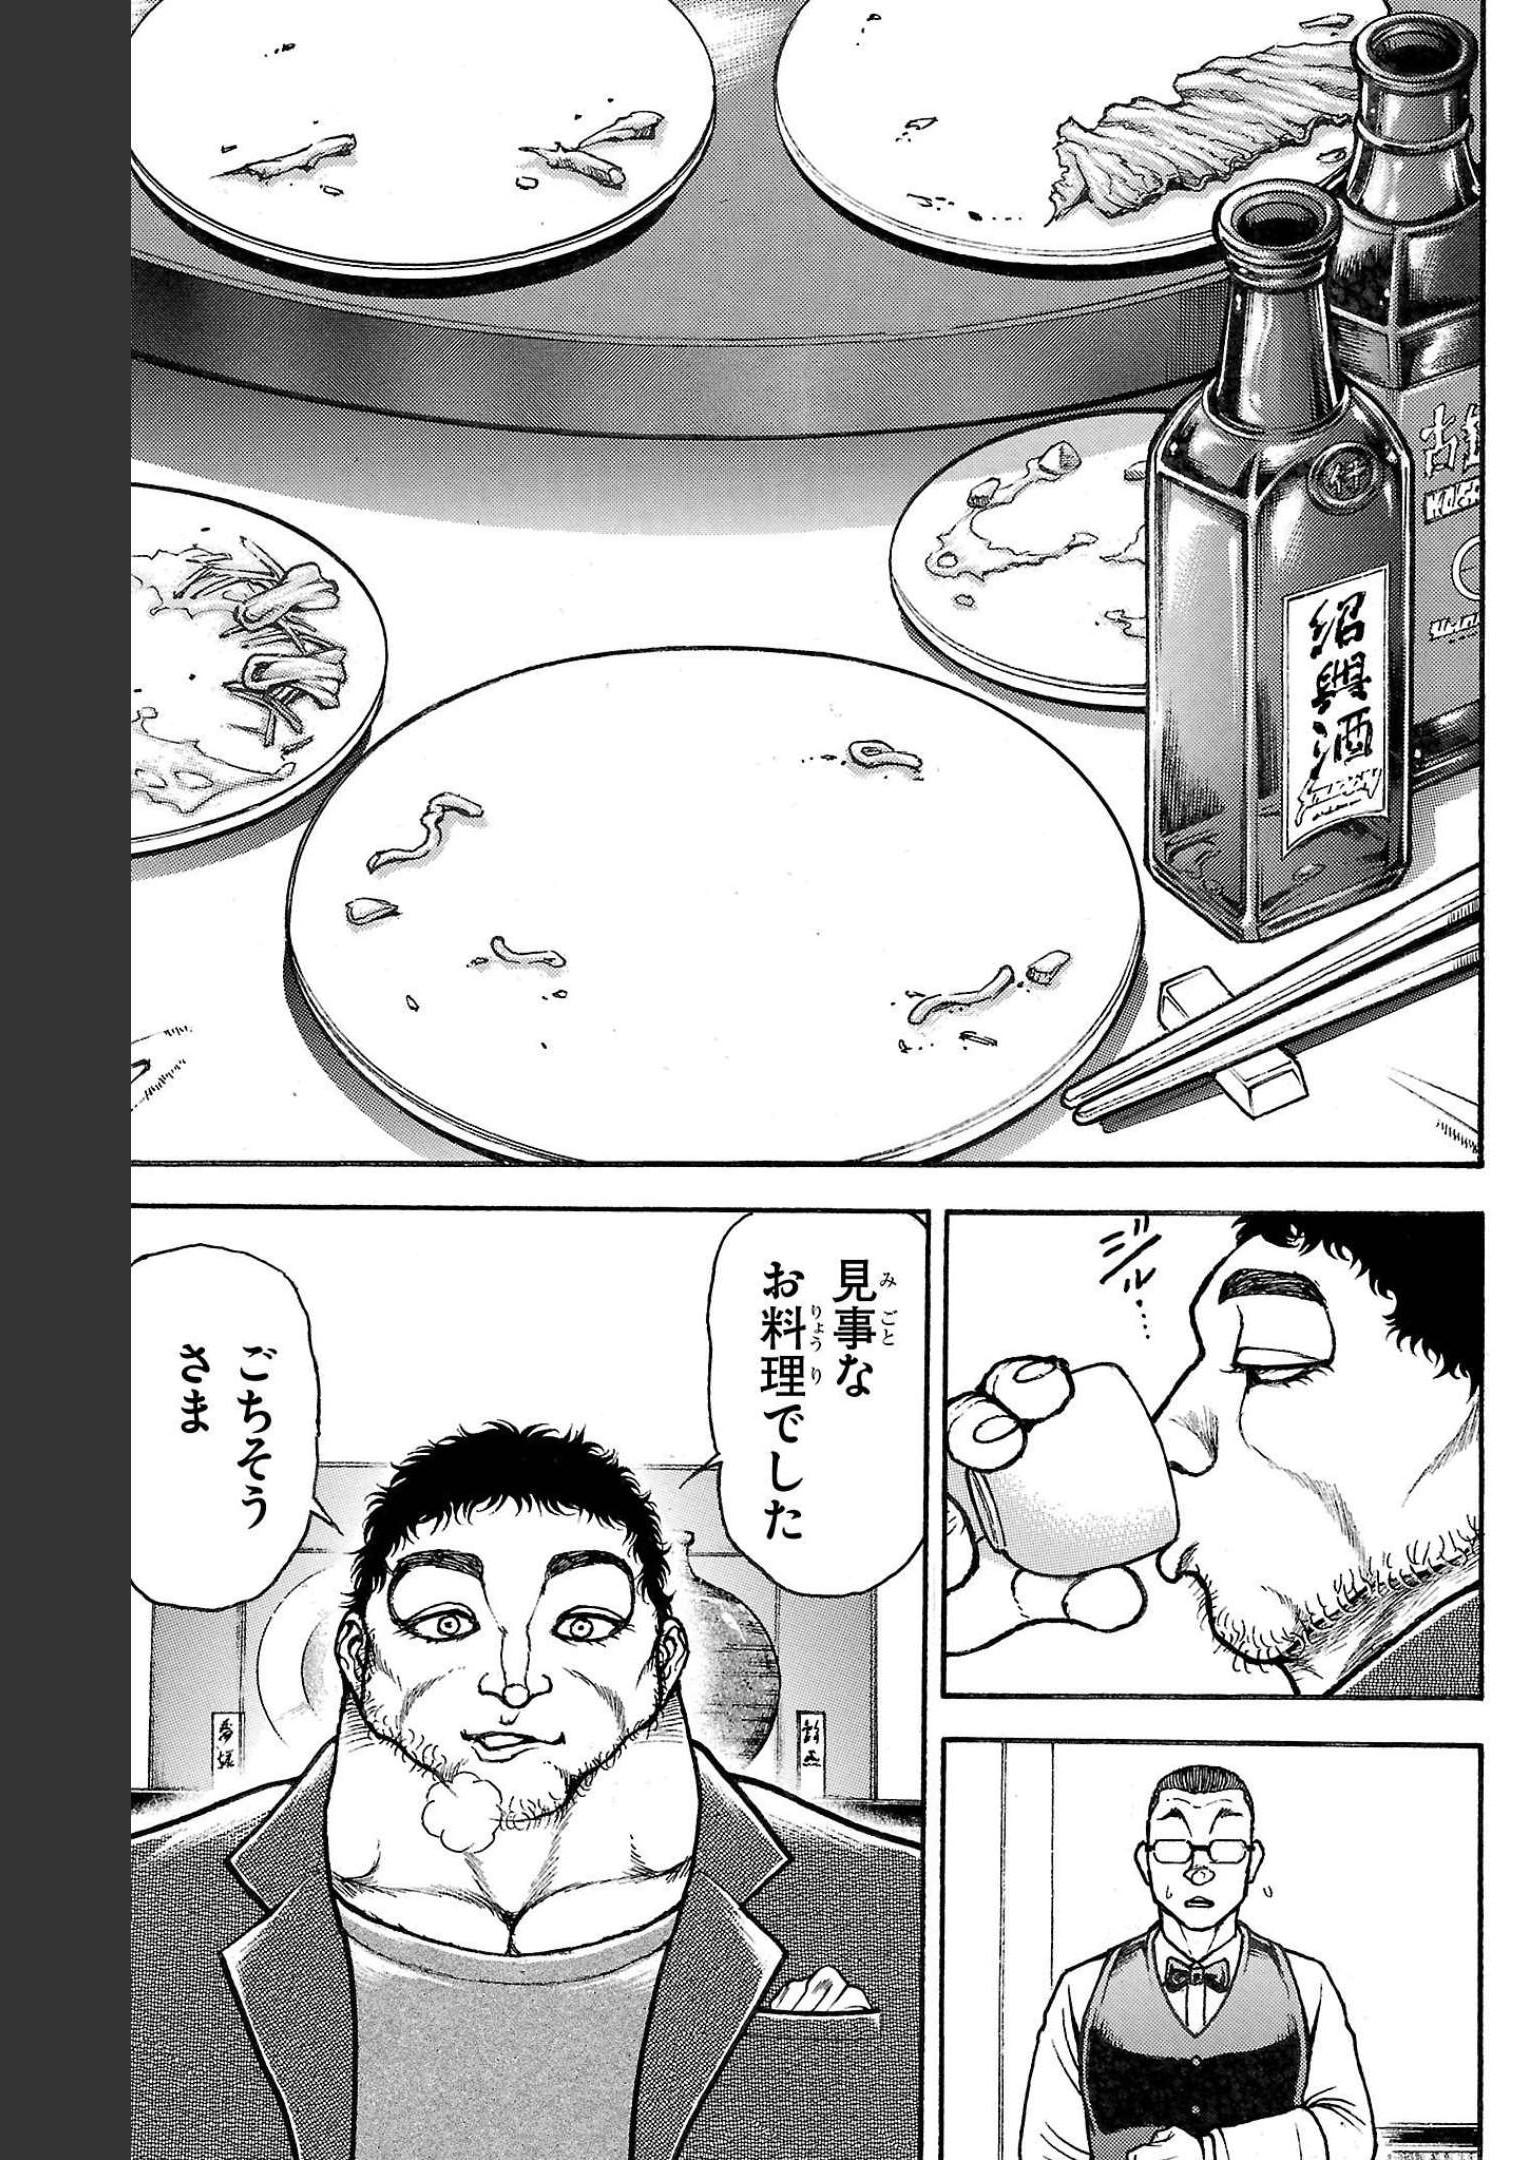 紹興酒
ジル…
見事な
お料理でした
ごちそう
さま